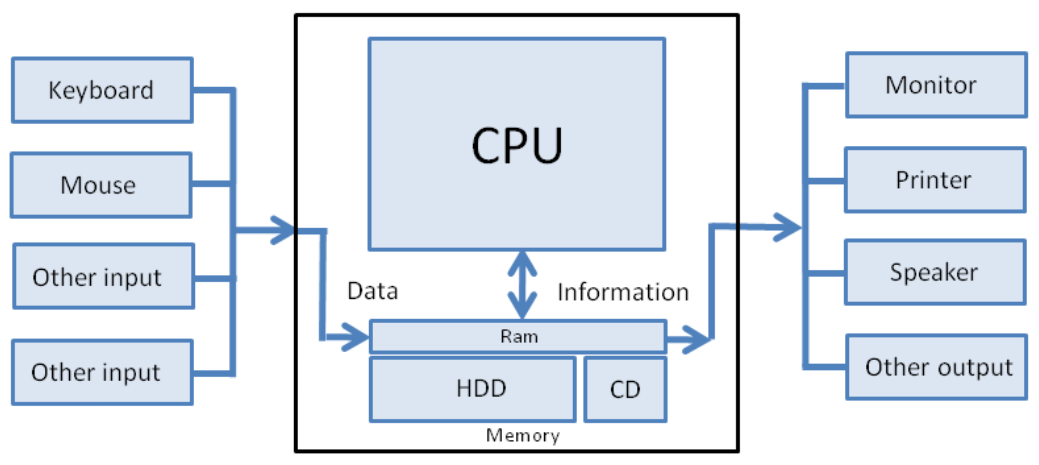 Keyboard
Mouse
Other input
Other input
CPU
Data
Information
Ram
HDD
CD
Memory
Monitor
Printer
Speaker
Other output